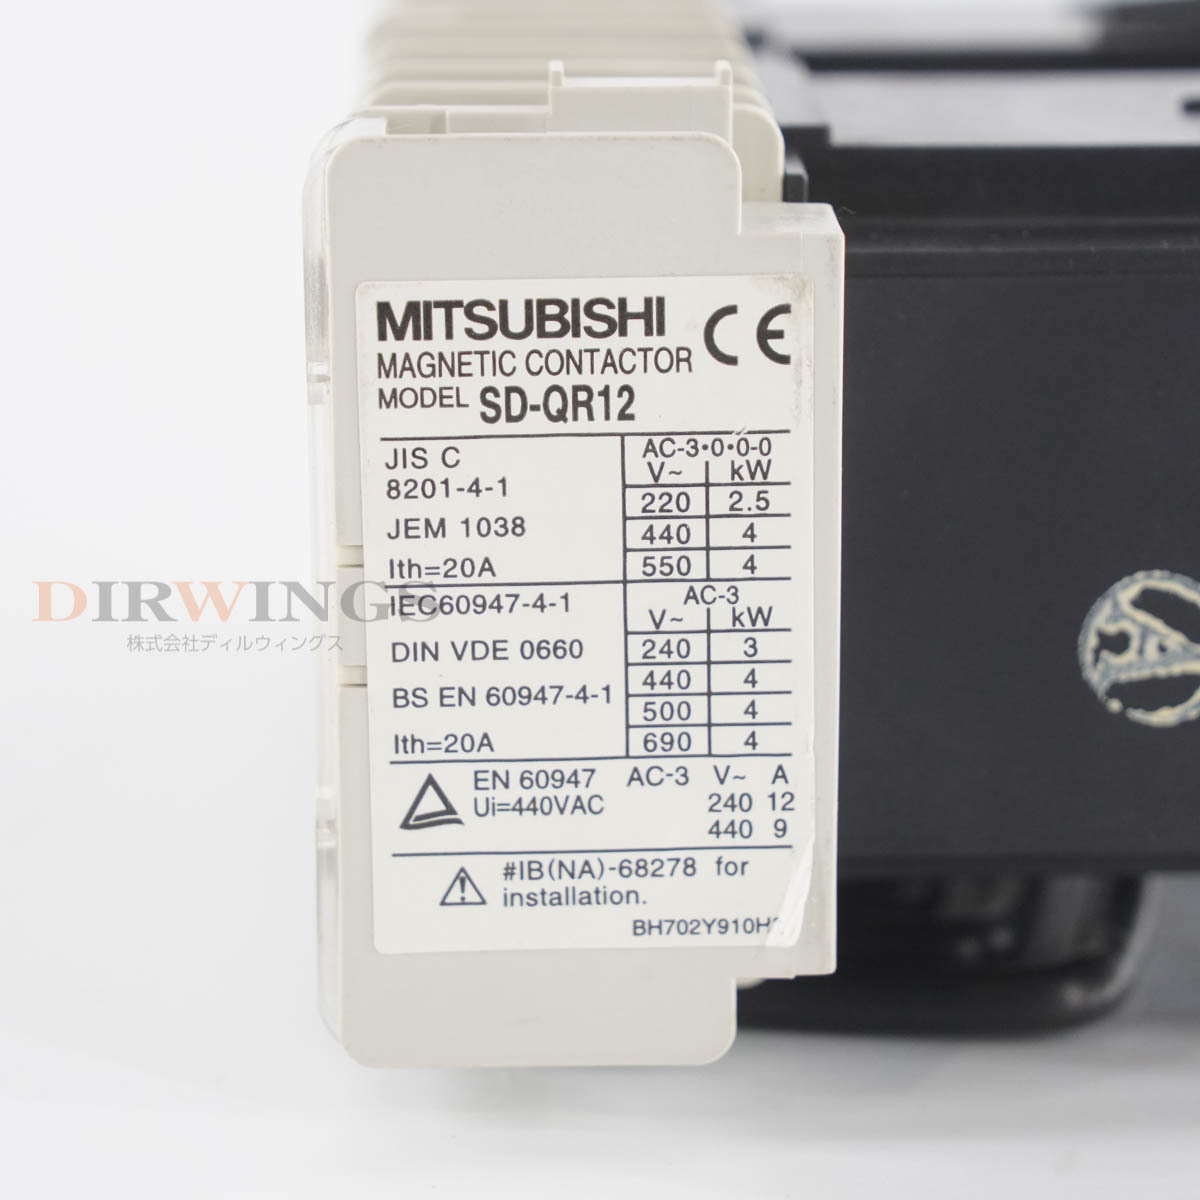 MITSUBISHI CE
MAGNETIC CONTACTOR
MODEL SD-QR12
JIS C
8201-4-1
JEM 1038
Ith=20A
AC-3•0•0-0
V~ kW
220 2.5
440 4
550 4
IEC60947-4-1
DIN VDE 0660
BS EN 60947-4-1
Ith=20A
AC-3
V~ kW
240 3
440 4
500 4
690 4
EN 60947 AC-3 V~ A
Ui=440VAC 240 12
440 9
#IB(NA)-68278 for
installation.
DIRWINGS
株式会社ディルウィングス